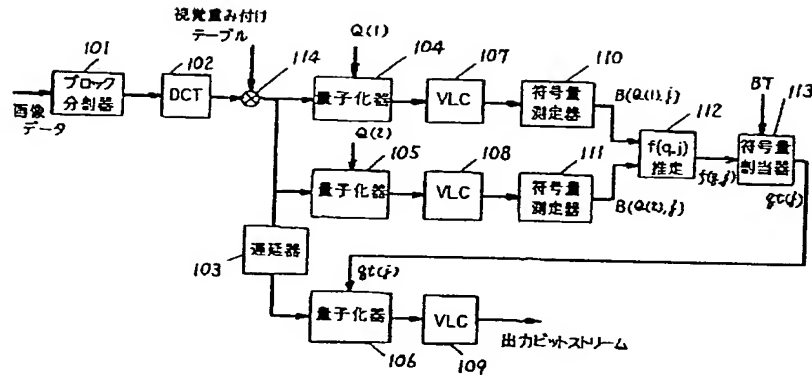 視覚重み付け
テーブル
101
ブロック
分割器
102
DCT
114
画像
データ
Q(1)
104
量子化器
107
VLC
110
符号量
測定器
B(Q(1),j)
Q(2)
105
量子化器
108
VLC
111
符号量
測定器
B(Q(2),j)
112
f(q,j)
推定
f(q,j)
BT
113
符号量
割当器
qt(j)
遅延器
103
qt(j)
量子化器
106
VLC
109
出力ビットストリーム